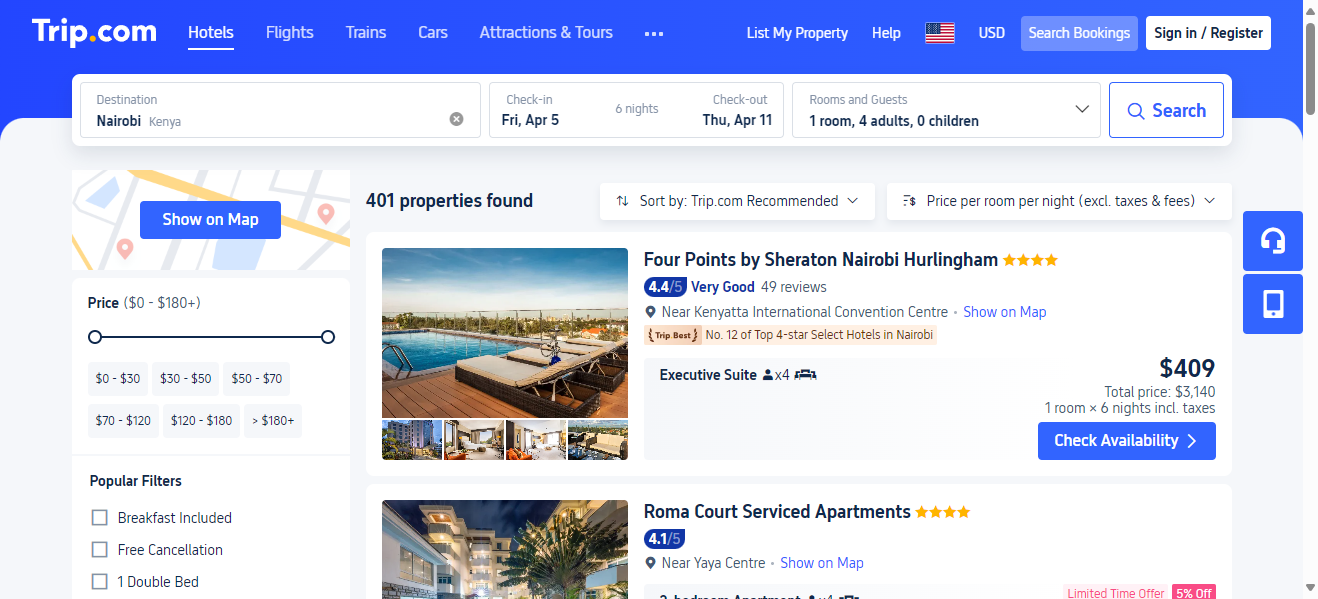 Trip.com
Hotels
Flights
Trains
Cars
Attractions & Tours
List My Property
Help
USD
Search Bookings
Sign in / Register
Destination
Nairobi Kenya
Check-in
Fri, Apr 5
6 nights
Check-out
Thu, Apr 11
Rooms and Guests
1 room, 4 adults, 0 children
Search
Show on Map
401 properties found
Sort by: Trip.com Recommended
Price per room per night (excl. taxes & fees)
Price ($0 - $180+)
$0 - $30
$30 - $50
$50 - $70
$70 - $120
$120 - $180
> $180+
Popular Filters
Breakfast Included
Free Cancellation
1 Double Bed
Four Points by Sheraton Nairobi Hurlingham
4.4/5 Very Good 49 reviews
Near Kenyatta International Convention Centre • Show on Map
Trip.Best No. 12 of Top 4-star Select Hotels in Nairobi
Executive Suite x4
$409
Total price: $3,140
1 room × 6 nights incl. taxes
Check Availability
Roma Court Serviced Apartments
4.1/5
Near Yaya Centre • Show on Map
Limited Time Offer 5% Off
2-bedroom Apartment x4